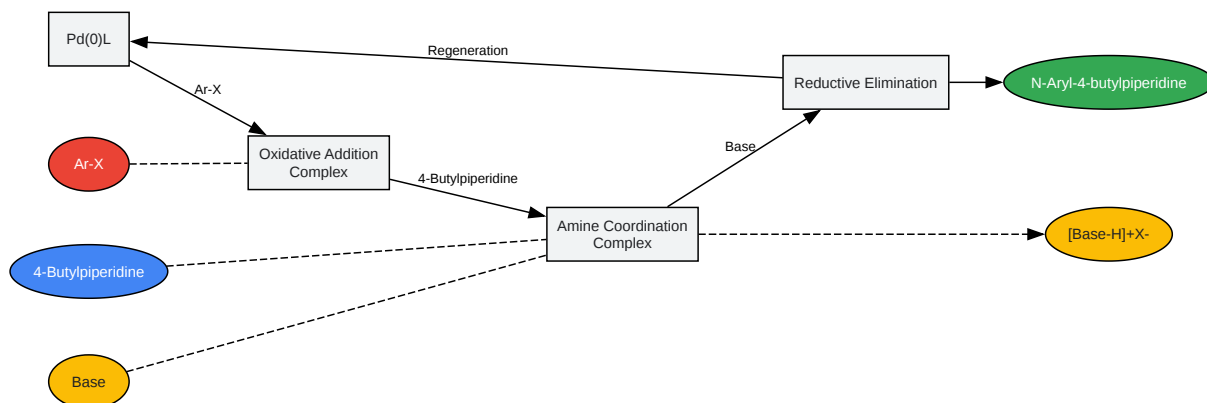 Pd(0)L
Regeneration
Reductive Elimination
N-Aryl-4-butylpiperidine
Ar-X
Ar-X
Oxidative Addition
Complex
4-Butylpiperidine
Base
Amine Coordination
Complex
[Base-H]+X-
4-Butylpiperidine
Base